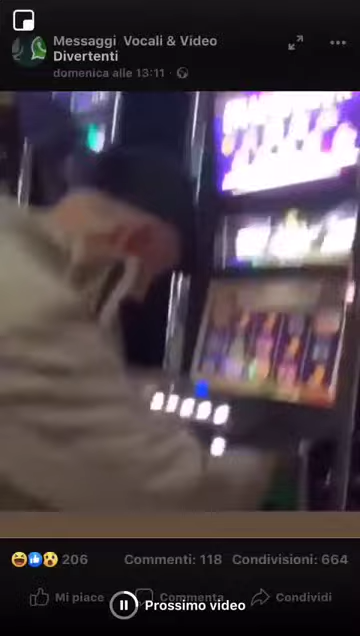 Messaggi Vocali & Video
Divertenti
domenica alle 13:11 ·
206 Commenti: 118 Condivisioni: 664
Mi piace Commenta Condividi
Prossimo video